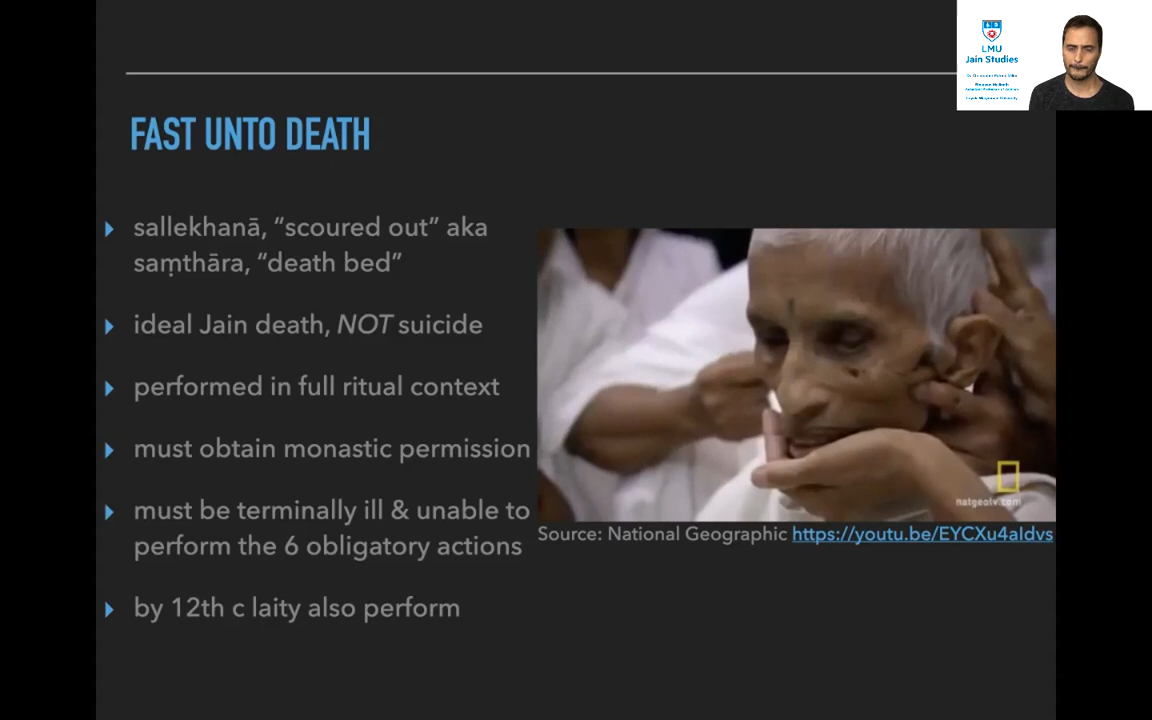 LMU
Jain Studies
FAST UNTO DEATH
sallekhanā, “scoured out” aka
saṃthāra, “death bed”
ideal Jain death, NOT suicide
performed in full ritual context
must obtain monastic permission
must be terminally ill & unable to
perform the 6 obligatory actions
by 12th c laity also perform
natgeotv.com
Source: National Geographic https://youtu.be/EYCXu4aIdvs